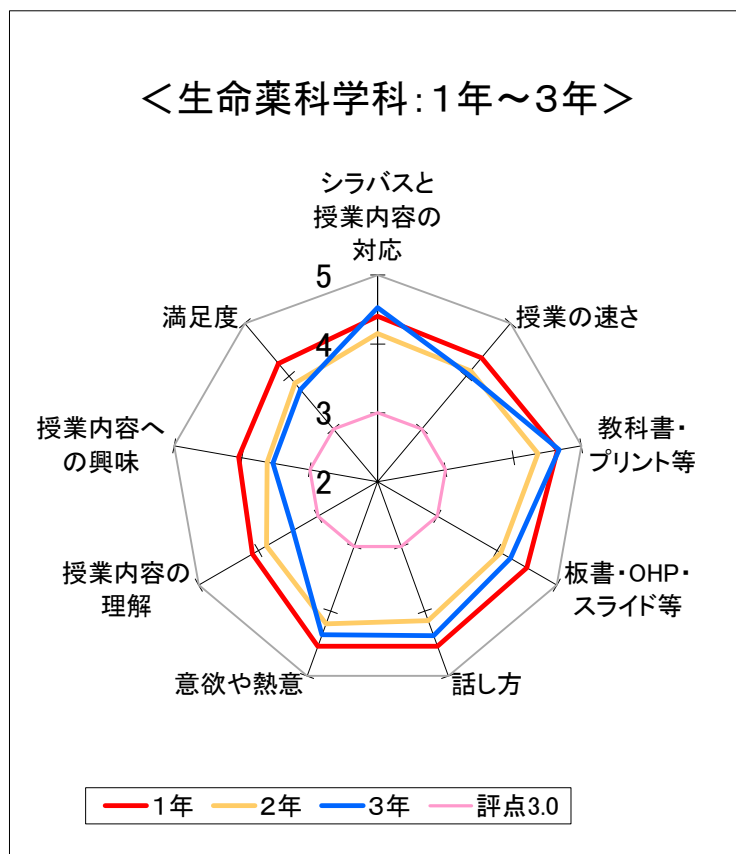 ＜生命薬科学科:１年～３年＞
シラバスと
授業内容の
対応
授業の速さ
教科書・
プリント等
板書・OHP・
スライド等
話し方
意欲や熱意
授業内容の
理解
授業内容へ
の興味
満足度
5
4
3
2
１年
２年
３年
評点3.0